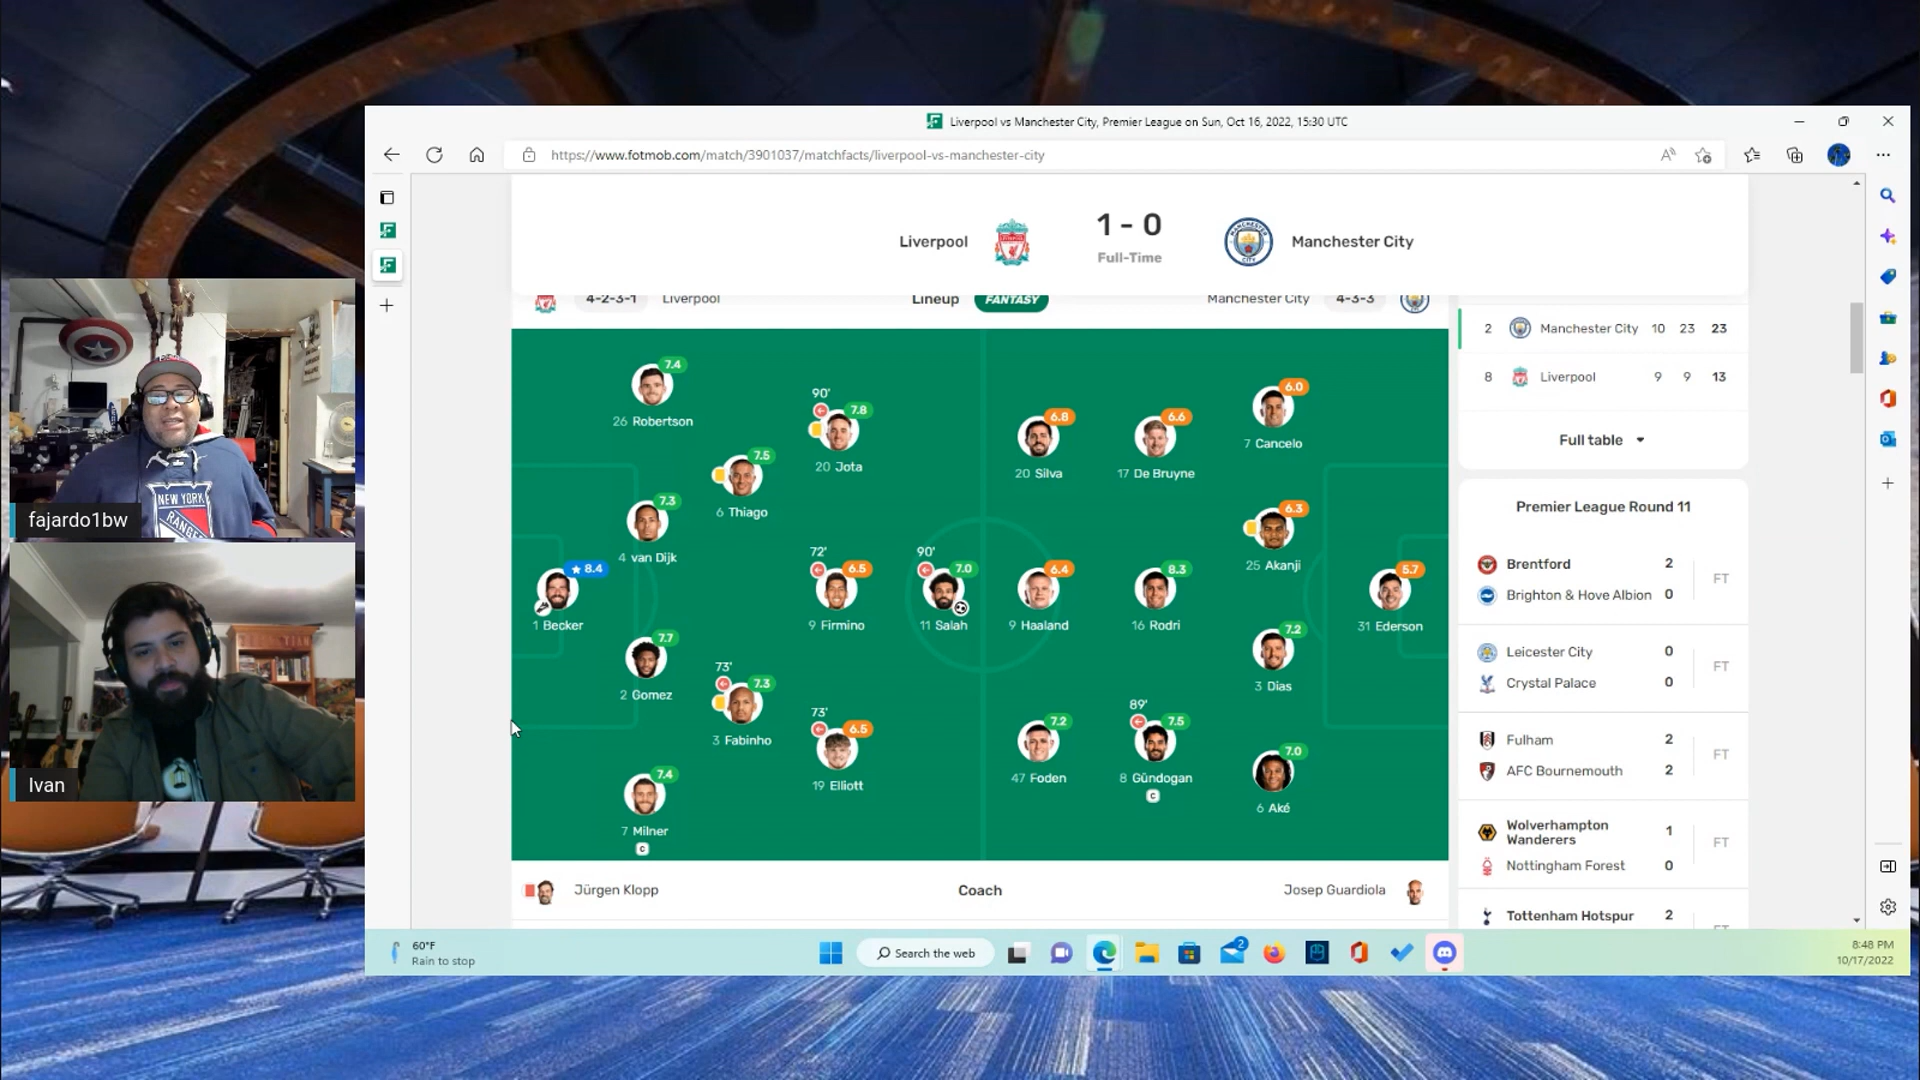 Liverpool vs Manchester City, Premier League on Sun, Oct 16, 2022, 15:30 UTC
https://www.fotmob.com/match/3901037/matchfacts/liverpool-vs-manchester-city
Liverpool
1 - 0
Full-Time
Manchester City
4-2-3-1 Liverpool
Lineup FANTASY
Manchester City 4-3-3
7.4
26 Robertson
90'
7.8
20 Jota
7.5
6 Thiago
7.3
4 van Dijk
8.4
1 Becker
72'
6.5
9 Firmino
90'
7.0
11 Salah
7.7
2 Gomez
73'
7.3
3 Fabinho
73'
6.5
19 Elliott
7.4
7 Milner
C
6.8
20 Silva
6.6
17 De Bruyne
6.0
7 Cancelo
6.3
25 Akanji
6.4
9 Haaland
8.3
16 Rodri
5.7
31 Ederson
7.2
3 Dias
7.2
47 Foden
89'
7.5
8 Gündogan
C
7.0
6 Aké
Jürgen Klopp
Coach
Josep Guardiola
2 Manchester City 10 23 23
8 Liverpool 9 9 13
Full table
Premier League Round 11
Brentford 2
Brighton & Hove Albion 0
FT
Leicester City 0
Crystal Palace 0
FT
Fulham 2
AFC Bournemouth 2
FT
Wolverhampton
Wanderers 1
Nottingham Forest 0
FT
Tottenham Hotspur 2
NEW YORK
RANGERS
fajardo1bw
Ivan
60°F
Rain to stop
Search the web
2
8:48 PM
10/17/2022